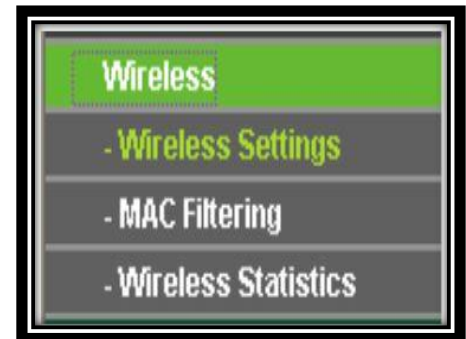 Wireless
- Wireless Settings
- MAC Filtering
- Wireless Statistics